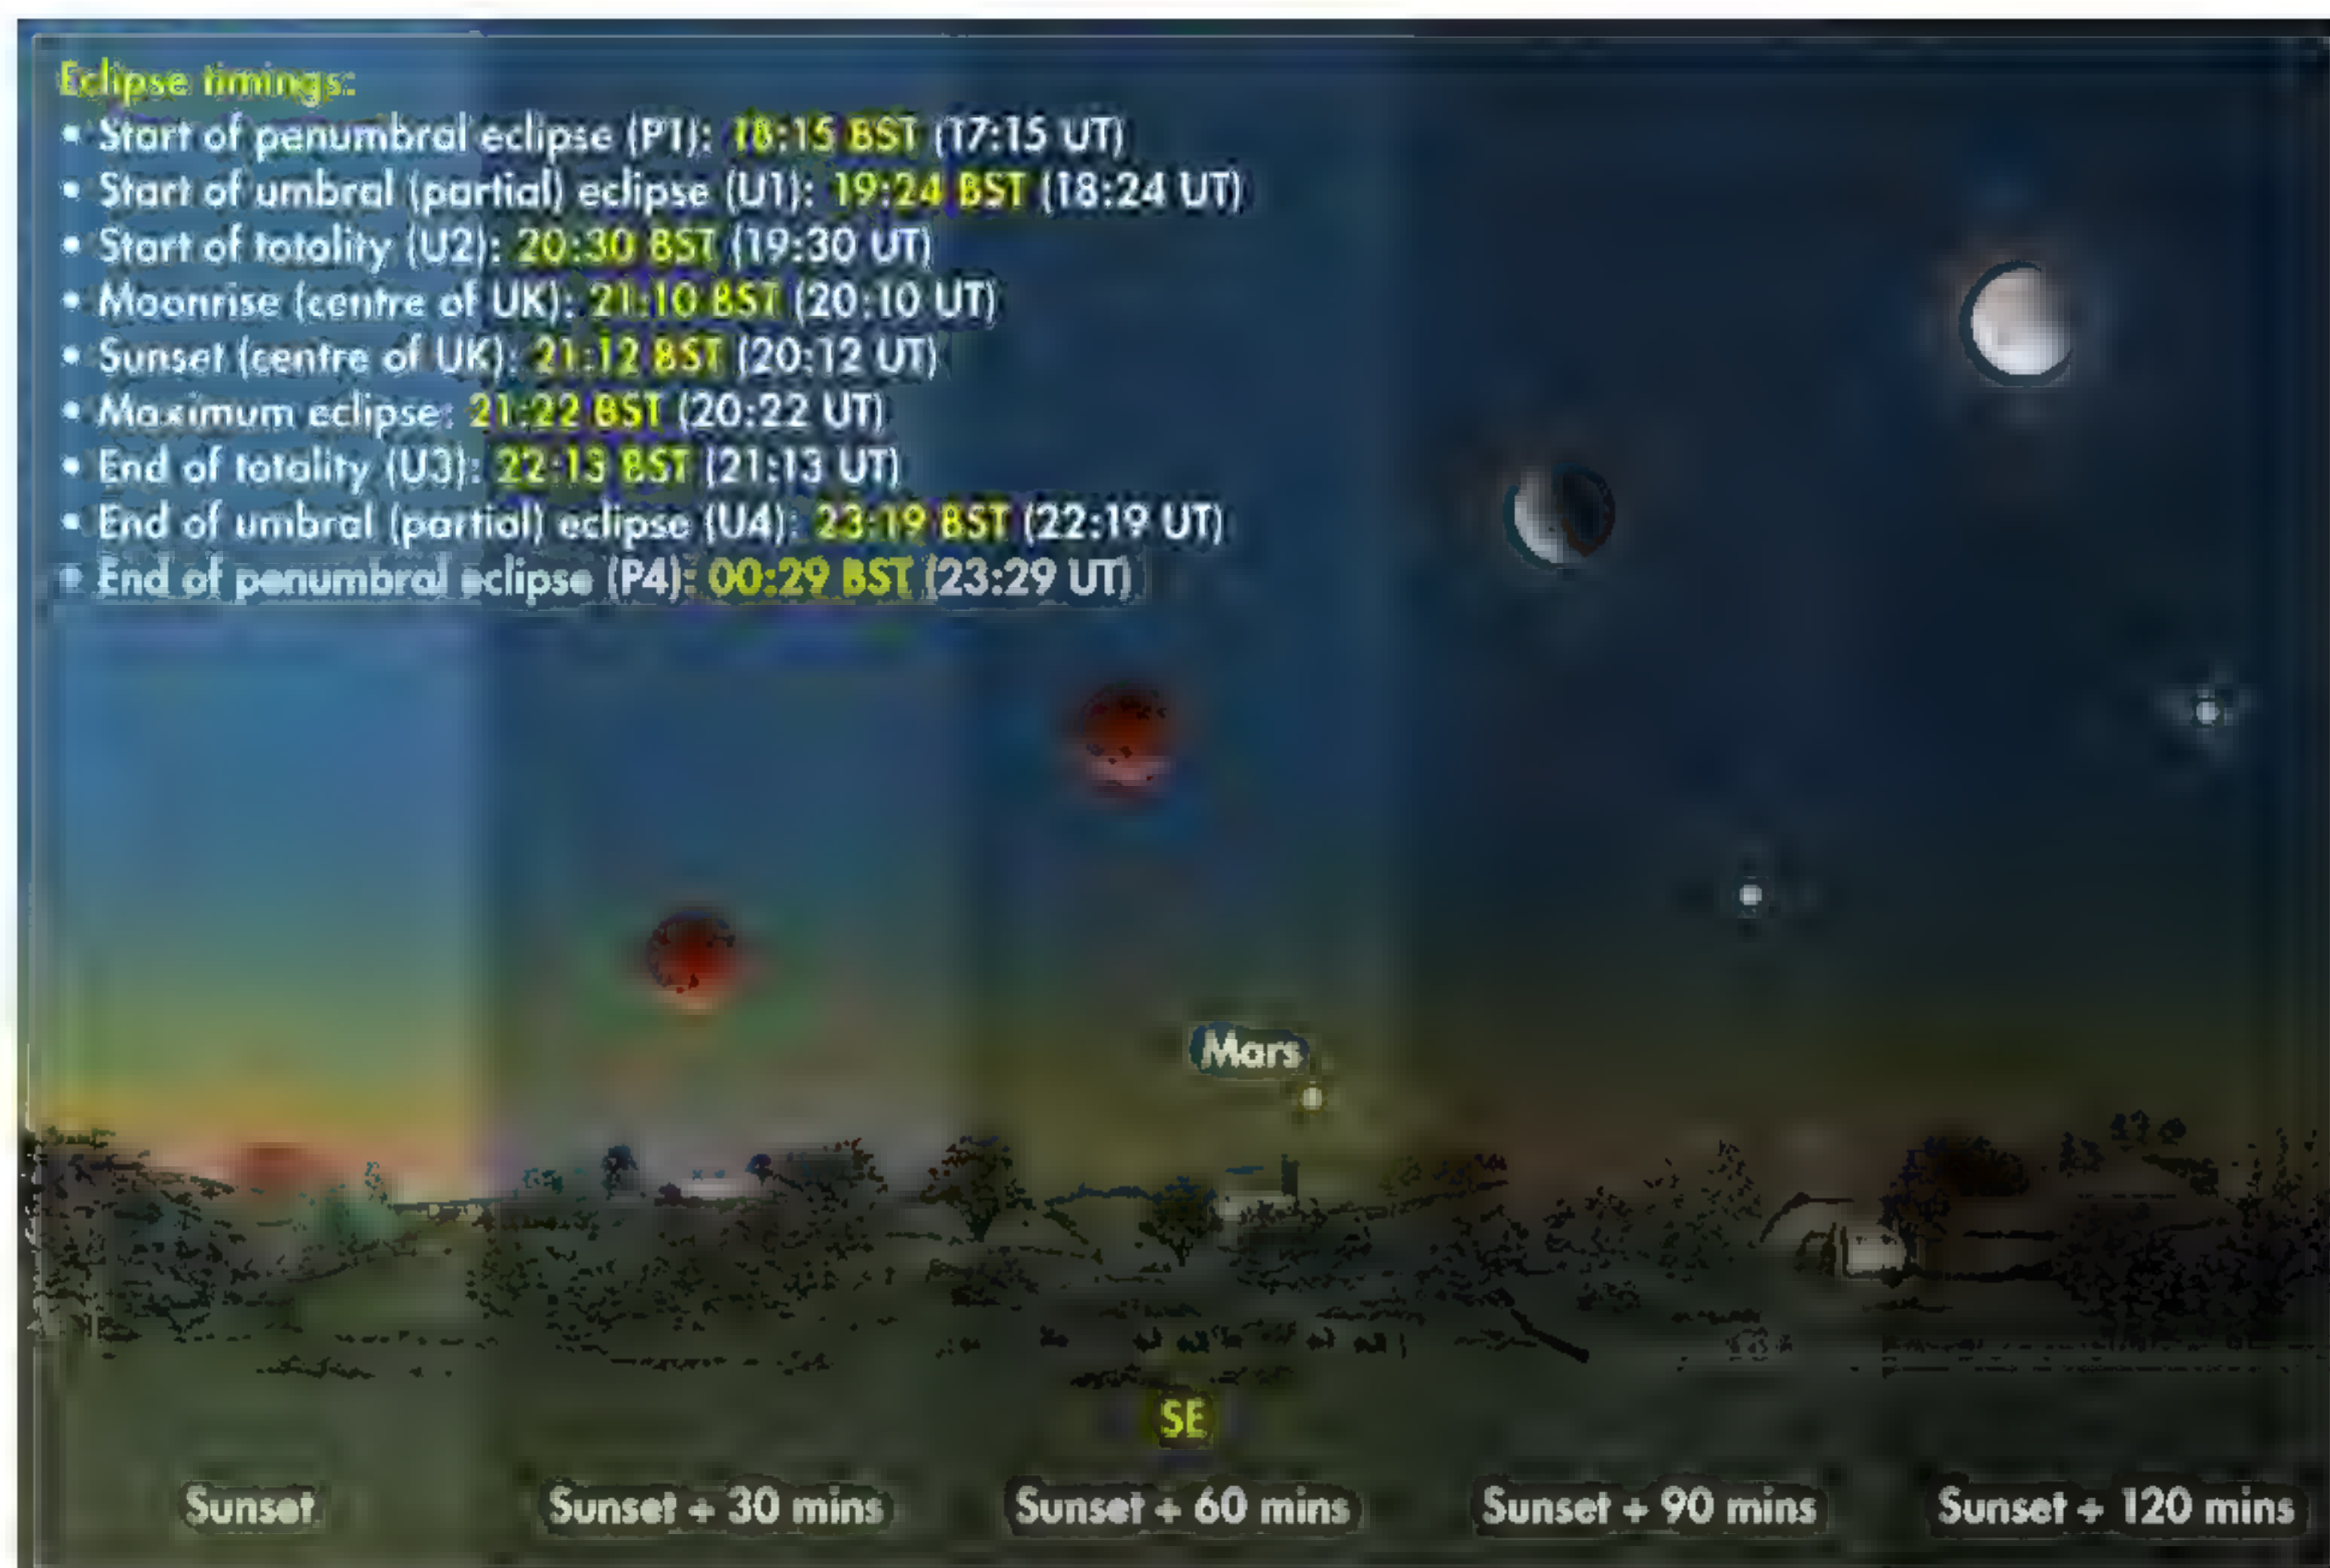 Eclipse timings:
• Start of penumbral eclipse (P1): 18:15 BST (17:15 UT)
• Start of umbral (partial) eclipse (U1): 19:24 BST (18:24 UT)
• Start of totality (U2): 20:30 BST (19:30 UT)
• Moonrise (centre of UK): 21:10 BST (20:10 UT)
• Sunset (centre of UK): 21:12 BST (20:12 UT)
• Maximum eclipse: 21:22 BST (20:22 UT)
• End of totality (U3): 22:13 BST (21:13 UT)
• End of umbral (partial) eclipse (U4): 23:19 BST (22:19 UT)
• End of penumbral eclipse (P4): 00:29 BST (23:29 UT)
Mars
SE
Sunset
Sunset + 30 mins
Sunset + 60 mins
Sunset + 90 mins
Sunset + 120 mins